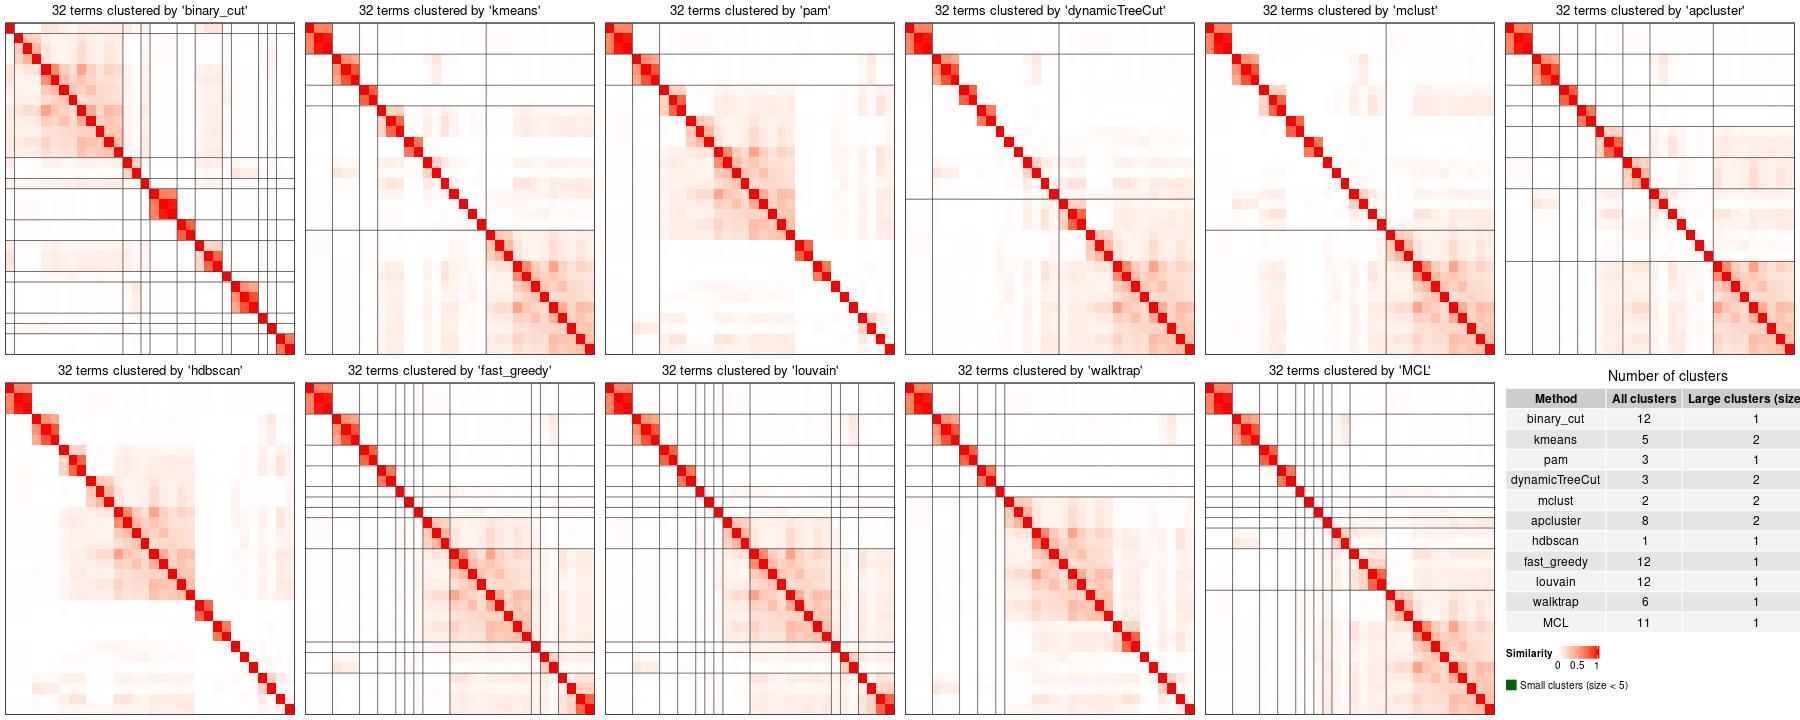 32 terms clustered by 'binary_cut'
32 terms clustered by 'kmeans'
32 terms clustered by 'pam'
32 terms clustered by 'dynamicTreeCut'
32 terms clustered by 'mclust'
32 terms clustered by 'apcluster'
32 terms clustered by 'hdbscan'
32 terms clustered by 'fast_greedy'
32 terms clustered by 'louvain'
32 terms clustered by 'walktrap'
32 terms clustered by 'MCL'
Number of clusters
Method All clusters Large clusters (size
binary_cut 12 1
kmeans 5 2
pam 3 1
dynamicTreeCut 3 2
mclust 2 2
apcluster 8 2
hdbscan 1 1
fast_greedy 12 1
louvain 12 1
walktrap 6 1
MCL 11 1
Similarity
0 0.5 1
Small clusters (size < 5)